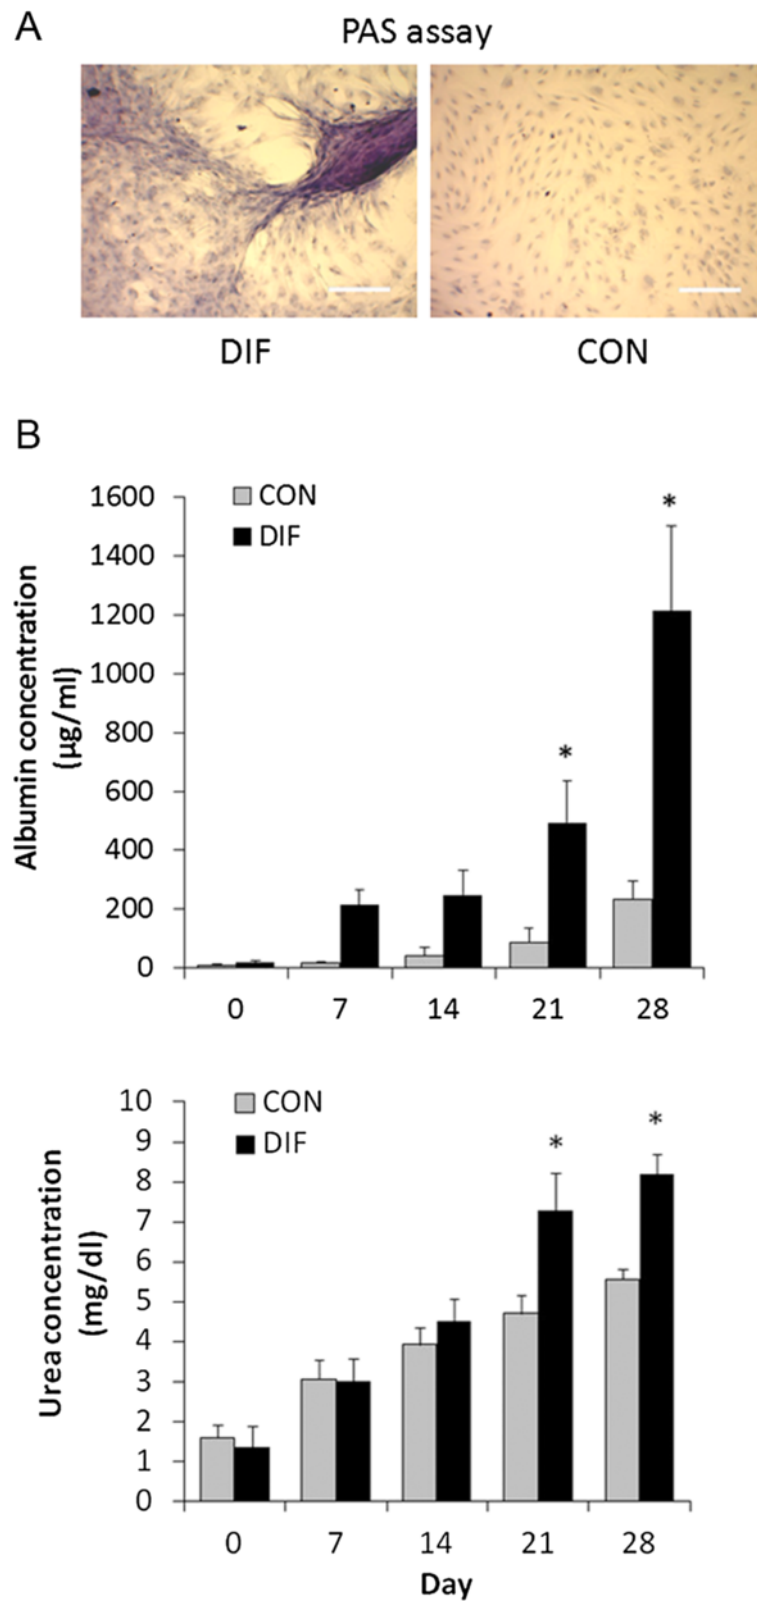 A
PAS assay
DIF
CON
B
1600
1400
1200
1000
800
600
400
200
0
CON
DIF
*
*
Albumin concentration
(µg/ml)
0 7 14 21 28
10
9
8
7
6
5
4
3
2
1
0
CON
DIF
*
*
Urea concentration
(mg/dl)
0 7 14 21 28
Day